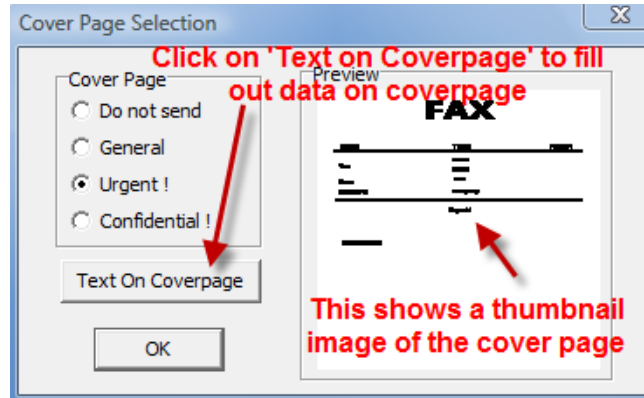 Cover Page Selection
Click on 'Text on Coverpage' to fill
out data on coverpage
Cover Page
Do not send
General
Urgent !
Confidential !
Text On Coverpage
OK
Preview
FAX
This shows a thumbnail
image of the cover page